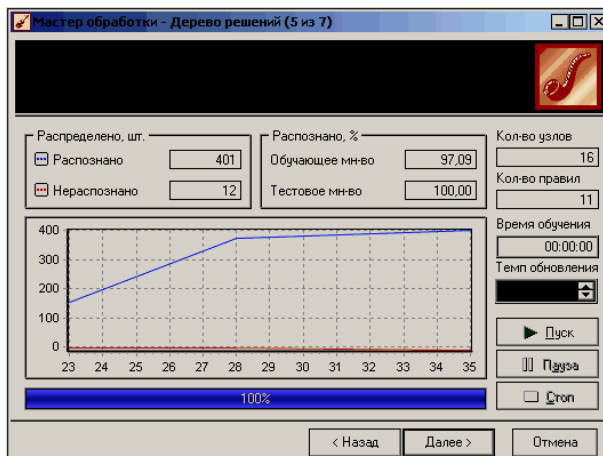 Мастер обработки - Дерево решений (5 из 7)
Распределено, шт.
Распознано 401
Нераспознано 12
Распознано, %
Обучающее мн-во 97,09
Тестовое мн-во 100,00
Кол-во узлов
16
Кол-во правил
11
Время обучения
00:00:00
Темп обновления
400
300
200
100
0
23 24 25 26 27 28 29 30 31 32 33 34 35
100%
Пуск
Пауза
Стоп
< Назад Далее > Отмена